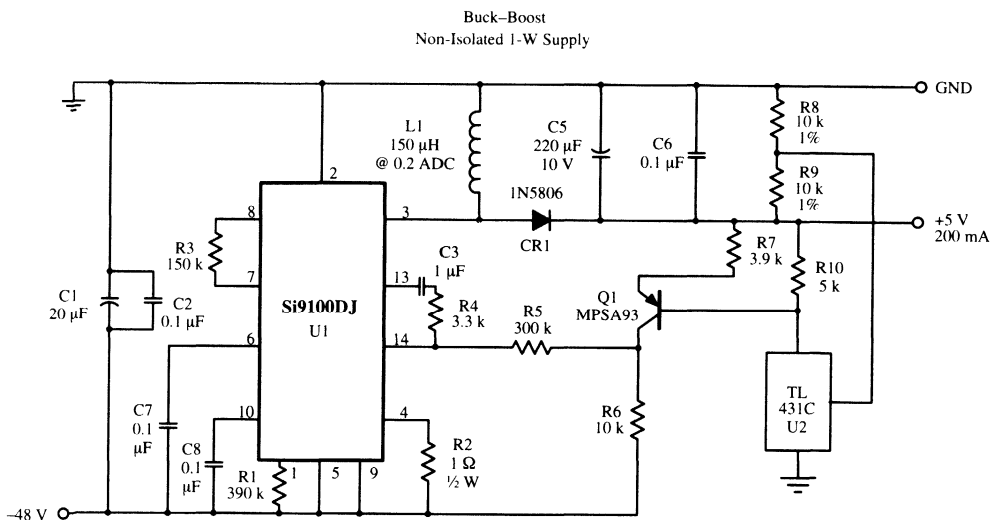 Buck–Boost
Non-Isolated 1-W Supply
GND
R8
10 k
1%
L1
150 μH
@ 0.2 ADC
C5
220 μF
10 V
C6
0.1 μF
2
R9
10 k
1%
1N5806
8
3
+5 V
200 mA
CR1
R3
150 k
R7
3.9 k
C3
1 μF
13
7
R10
5 k
C1
20 μF
C2
0.1 μF
Si9100DJ
U1
R4
3.3 k
Q1
MPSA93
R5
300 k
6
14
TL
431C
U2
C7
0.1
μF
10
4
R6
10 k
C8
0.1
μF
R2
1 Ω
½ W
R1
390 k
1
5
9
–48 V